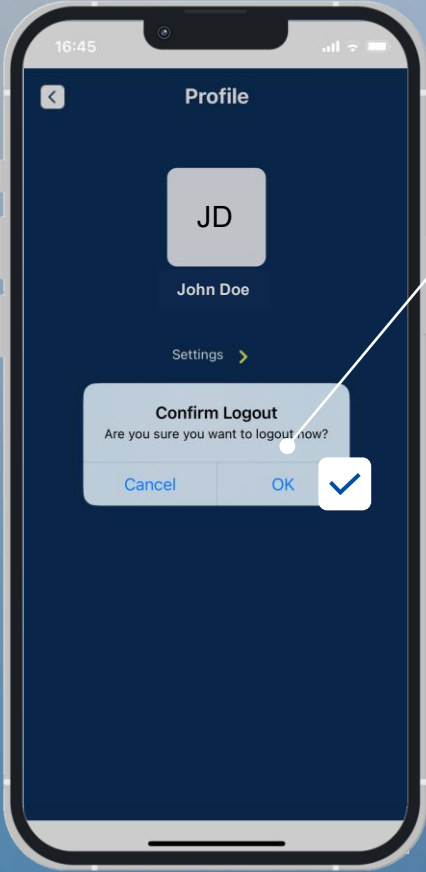 16:45
Profile
JD
John Doe
Settings
Confirm Logout
Are you sure you want to logout now?
Cancel
OK